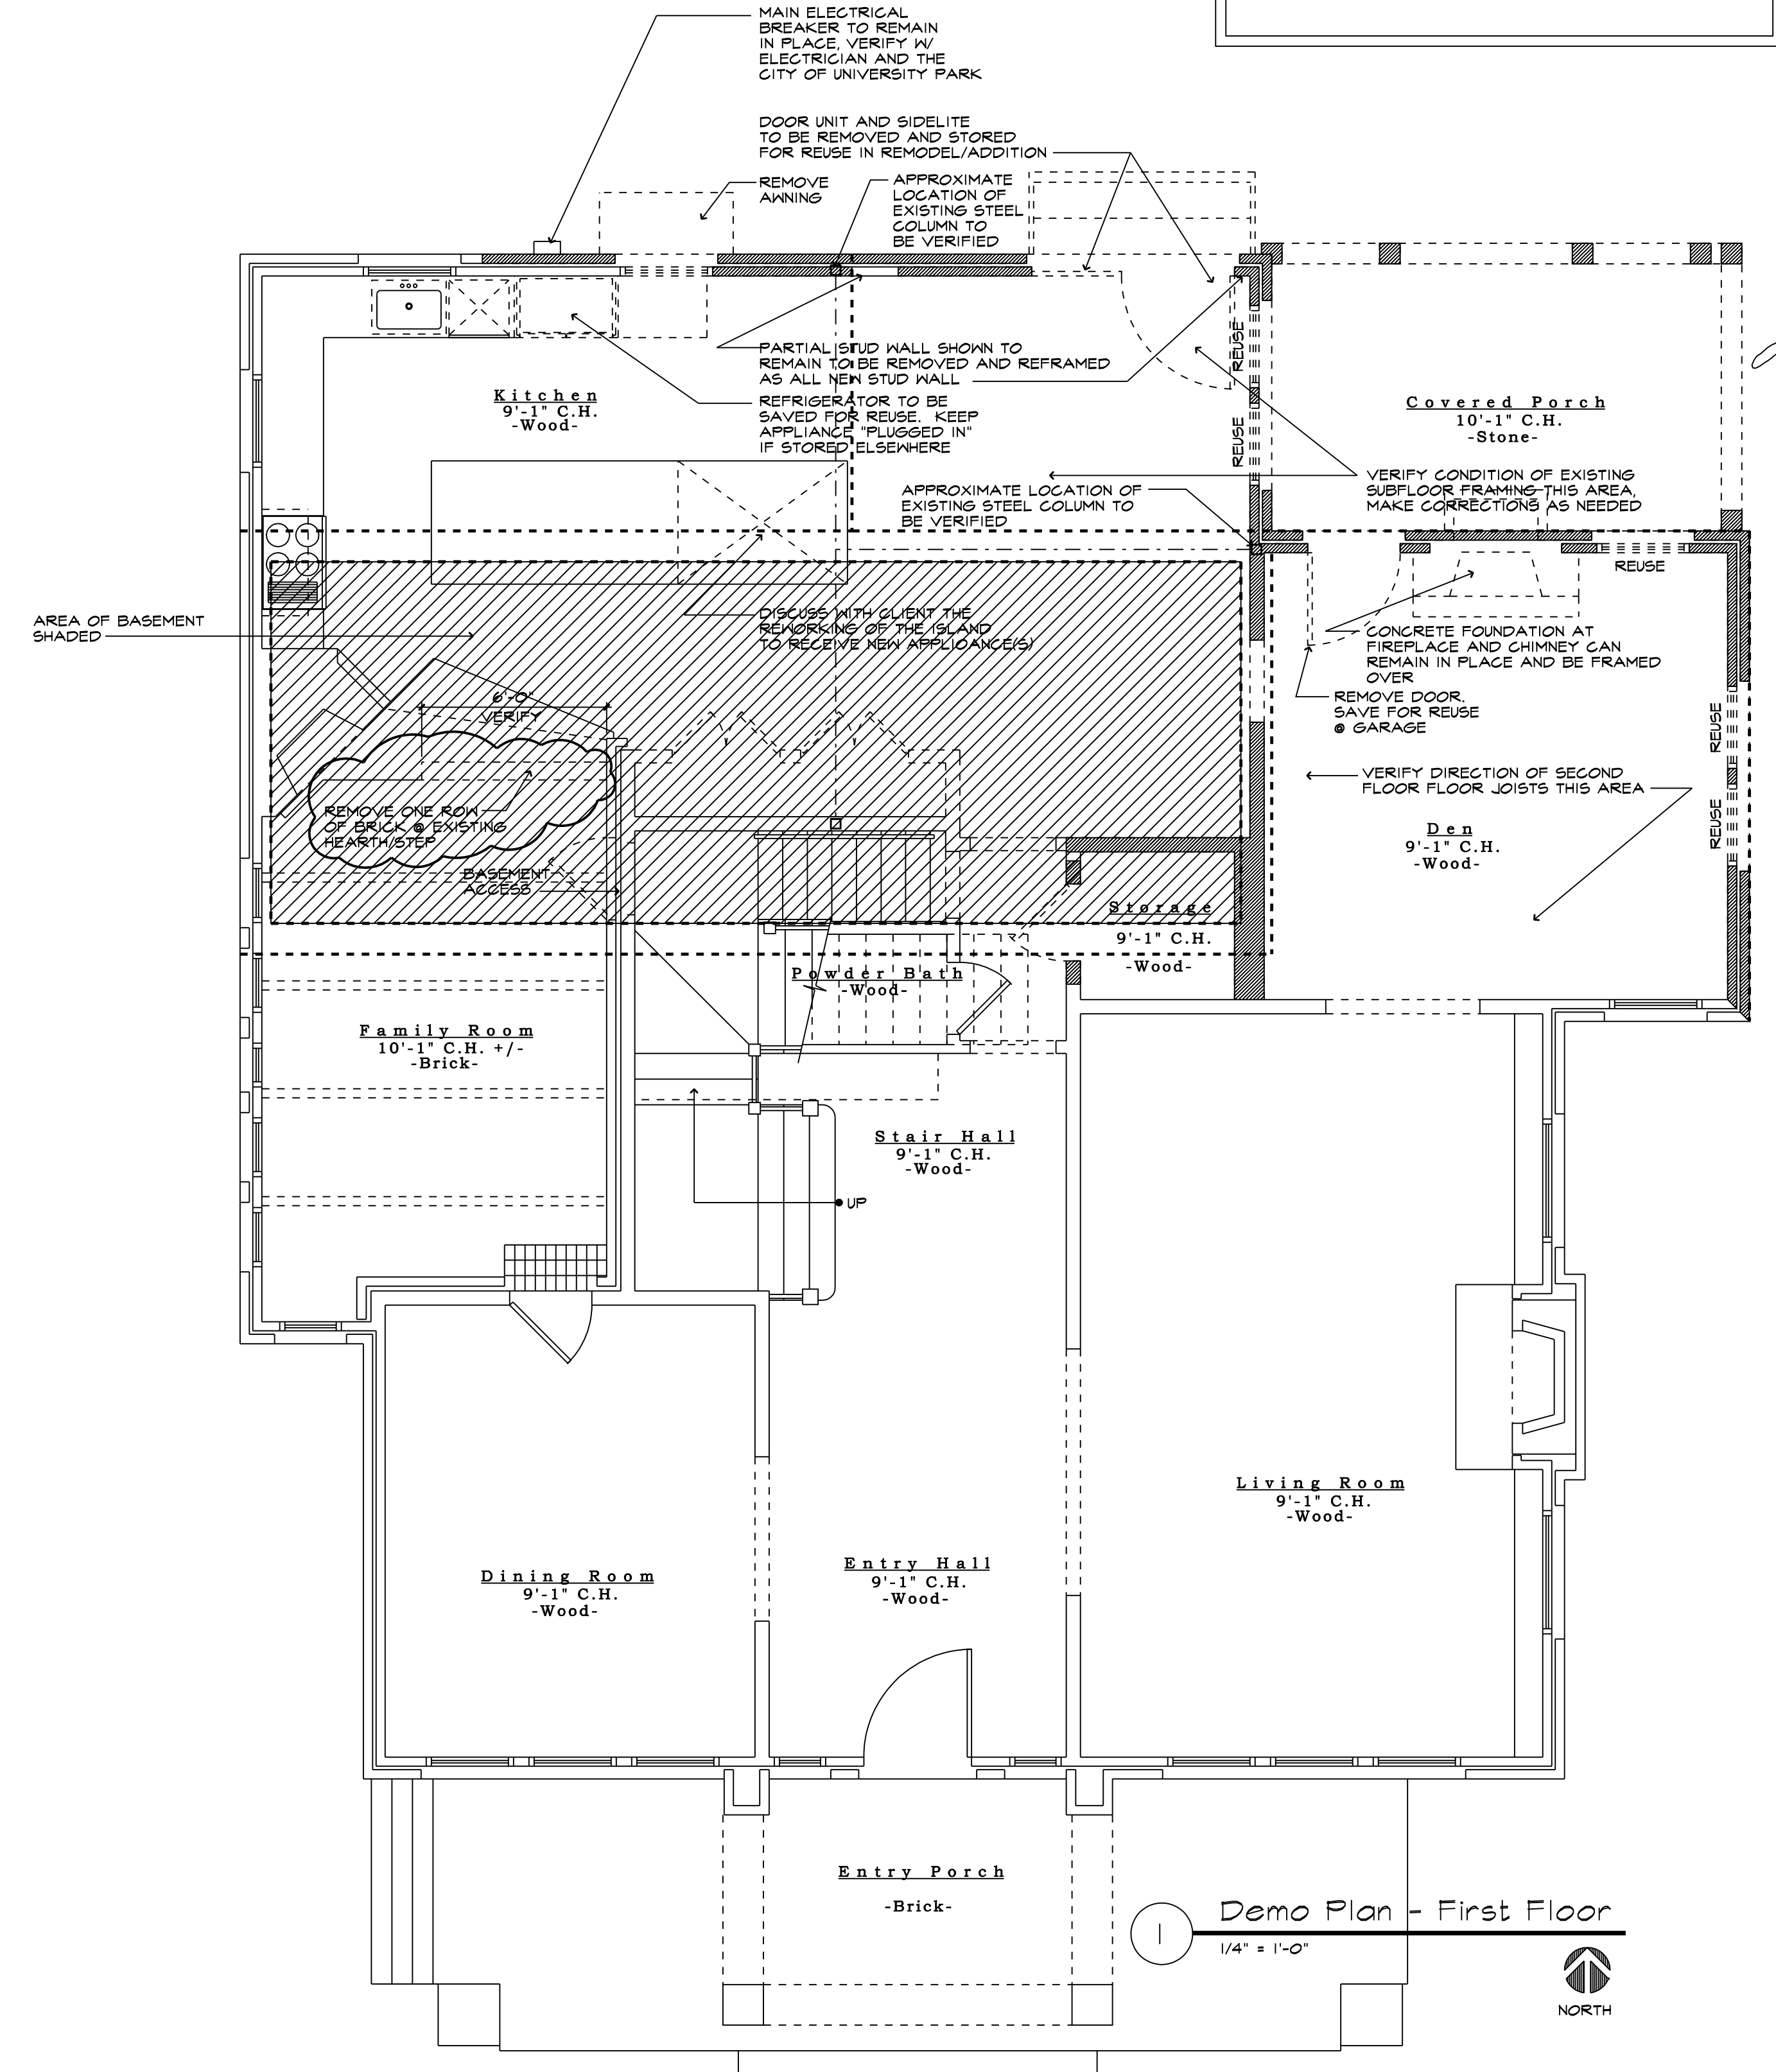 MAIN ELECTRICAL
BREAKER TO REMAIN
IN PLACE, VERIFY W/
ELECTRICIAN AND THE
CITY OF UNIVERSITY PARK
DOOR UNIT AND SIDELITE
TO BE REMOVED AND STORED
FOR REUSE IN REMODEL/ADDITION
REMOVE
AWNING
APPROXIMATE
LOCATION OF
EXISTING STEEL
COLUMN TO
BE VERIFIED
PARTIAL STUD WALL SHOWN TO
REMAIN TO BE REMOVED AND REFRAMED
AS ALL NEW STUD WALL
REUSE
REUSE
Kitchen
9'-1" C.H.
-Wood-
REFRIGERATOR TO BE
SAVED FOR REUSE. KEEP
APPLIANCE "PLUGGED IN"
IF STORED ELSEWHERE
Covered Porch
10'-1" C.H.
-Stone-
APPROXIMATE LOCATION OF
EXISTING STEEL COLUMN TO
BE VERIFIED
VERIFY CONDITION OF EXISTING
SUBFLOOR FRAMING THIS AREA,
MAKE CORRECTIONS AS NEEDED
REUSE
AREA OF BASEMENT
SHADED
DISCUSS WITH CLIENT THE
REWORKING OF THE ISLAND
TO RECEIVE NEW APPLIOANCE(S)
CONCRETE FOUNDATION AT
FIREPLACE AND CHIMNEY CAN
REMAIN IN PLACE AND BE FRAMED
OVER
REMOVE DOOR.
SAVE FOR REUSE
@ GARAGE
6'-0"
VERIFY
REUSE
REUSE
VERIFY DIRECTION OF SECOND
FLOOR FLOOR JOISTS THIS AREA
REMOVE ONE ROW
OF BRICK @ EXISTING
HEARTH/STEP
Den
9'-1" C.H.
-Wood-
BASEMENT
ACCESS
Storage
9'-1" C.H.
-Wood-
Powder Bath
-Wood-
Family Room
10'-1" C.H. +/-
-Brick-
Stair Hall
9'-1" C.H.
-Wood-
UP
Living Room
9'-1" C.H.
-Wood-
Dining Room
9'-1" C.H.
-Wood-
Entry Hall
9'-1" C.H.
-Wood-
Entry Porch
-Brick-
1
Demo Plan - First Floor
1/4" = 1'-0"
NORTH